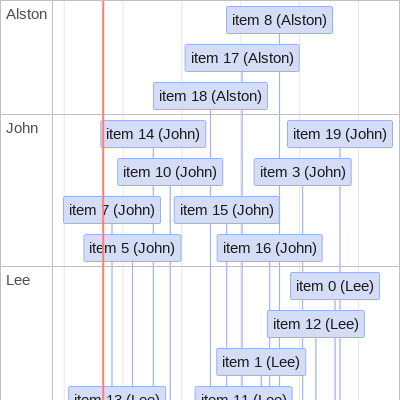 Alston
item 8 (Alston)
item 17 (Alston)
item 18 (Alston)
John
item 14 (John)
item 19 (John)
item 10 (John)
item 3 (John)
item 7 (John)
item 15 (John)
item 5 (John)
item 16 (John)
Lee
item 0 (Lee)
item 12 (Lee)
item 1 (Lee)
item 13 (Lee)
item 11 (Lee)